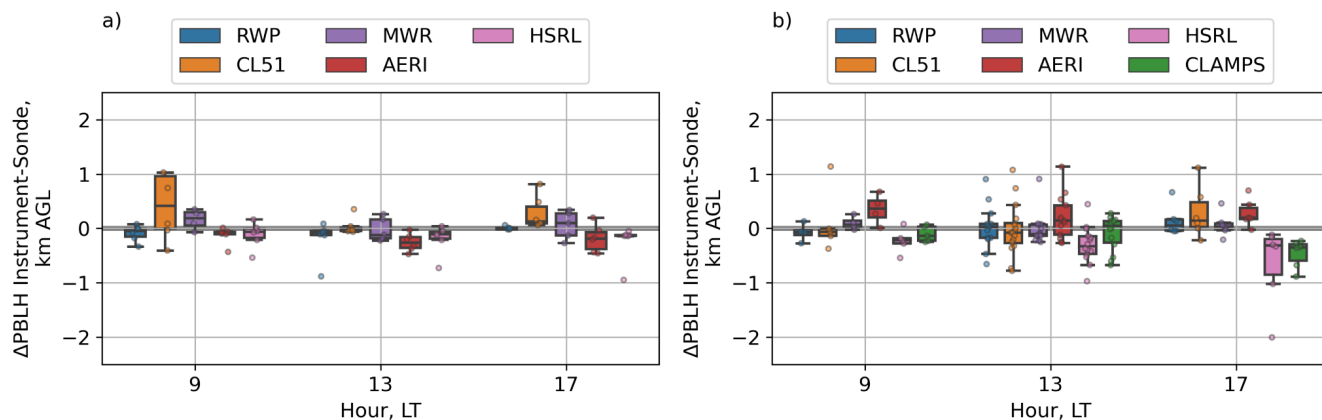 a)
RWP MWR HSRL
CL51 AERI
ΔPBLH Instrument-Sonde,
km AGL
2
1
0
−1
−2
9 13 17
Hour, LT
b)
RWP MWR HSRL
CL51 AERI CLAMPS
ΔPBLH Instrument-Sonde,
km AGL
2
1
0
−1
−2
9 13 17
Hour, LT